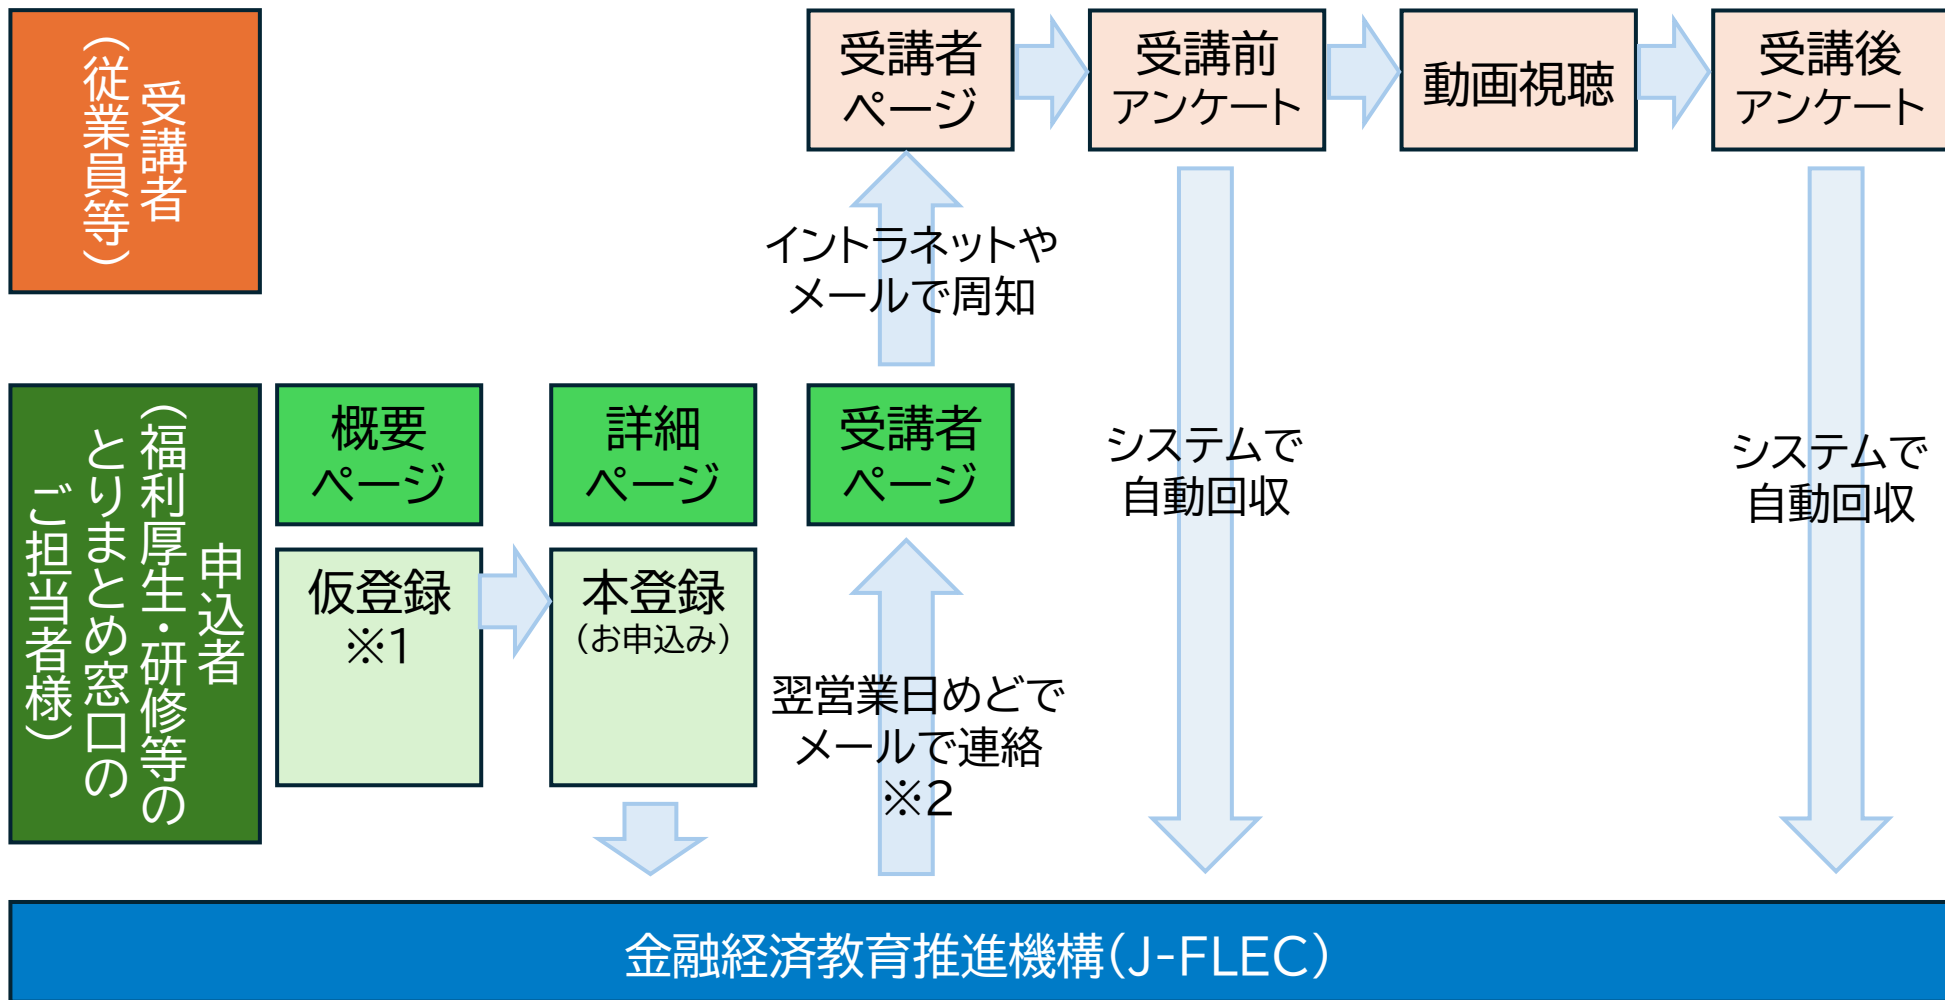 受講者
（従業員等）
受講者
ページ
受講前
アンケート
動画視聴
受講後
アンケート
イントラネットや
メールで周知
申込者
（福利厚生・研修等の
とりまとめ窓口の
ご担当者様）
概要
ページ
詳細
ページ
受講者
ページ
仮登録
※1
本登録
（お申込み）
翌営業日めどで
メールで連絡
※2
システムで
自動回収
システムで
自動回収
金融経済教育推進機構（J-FLEC）